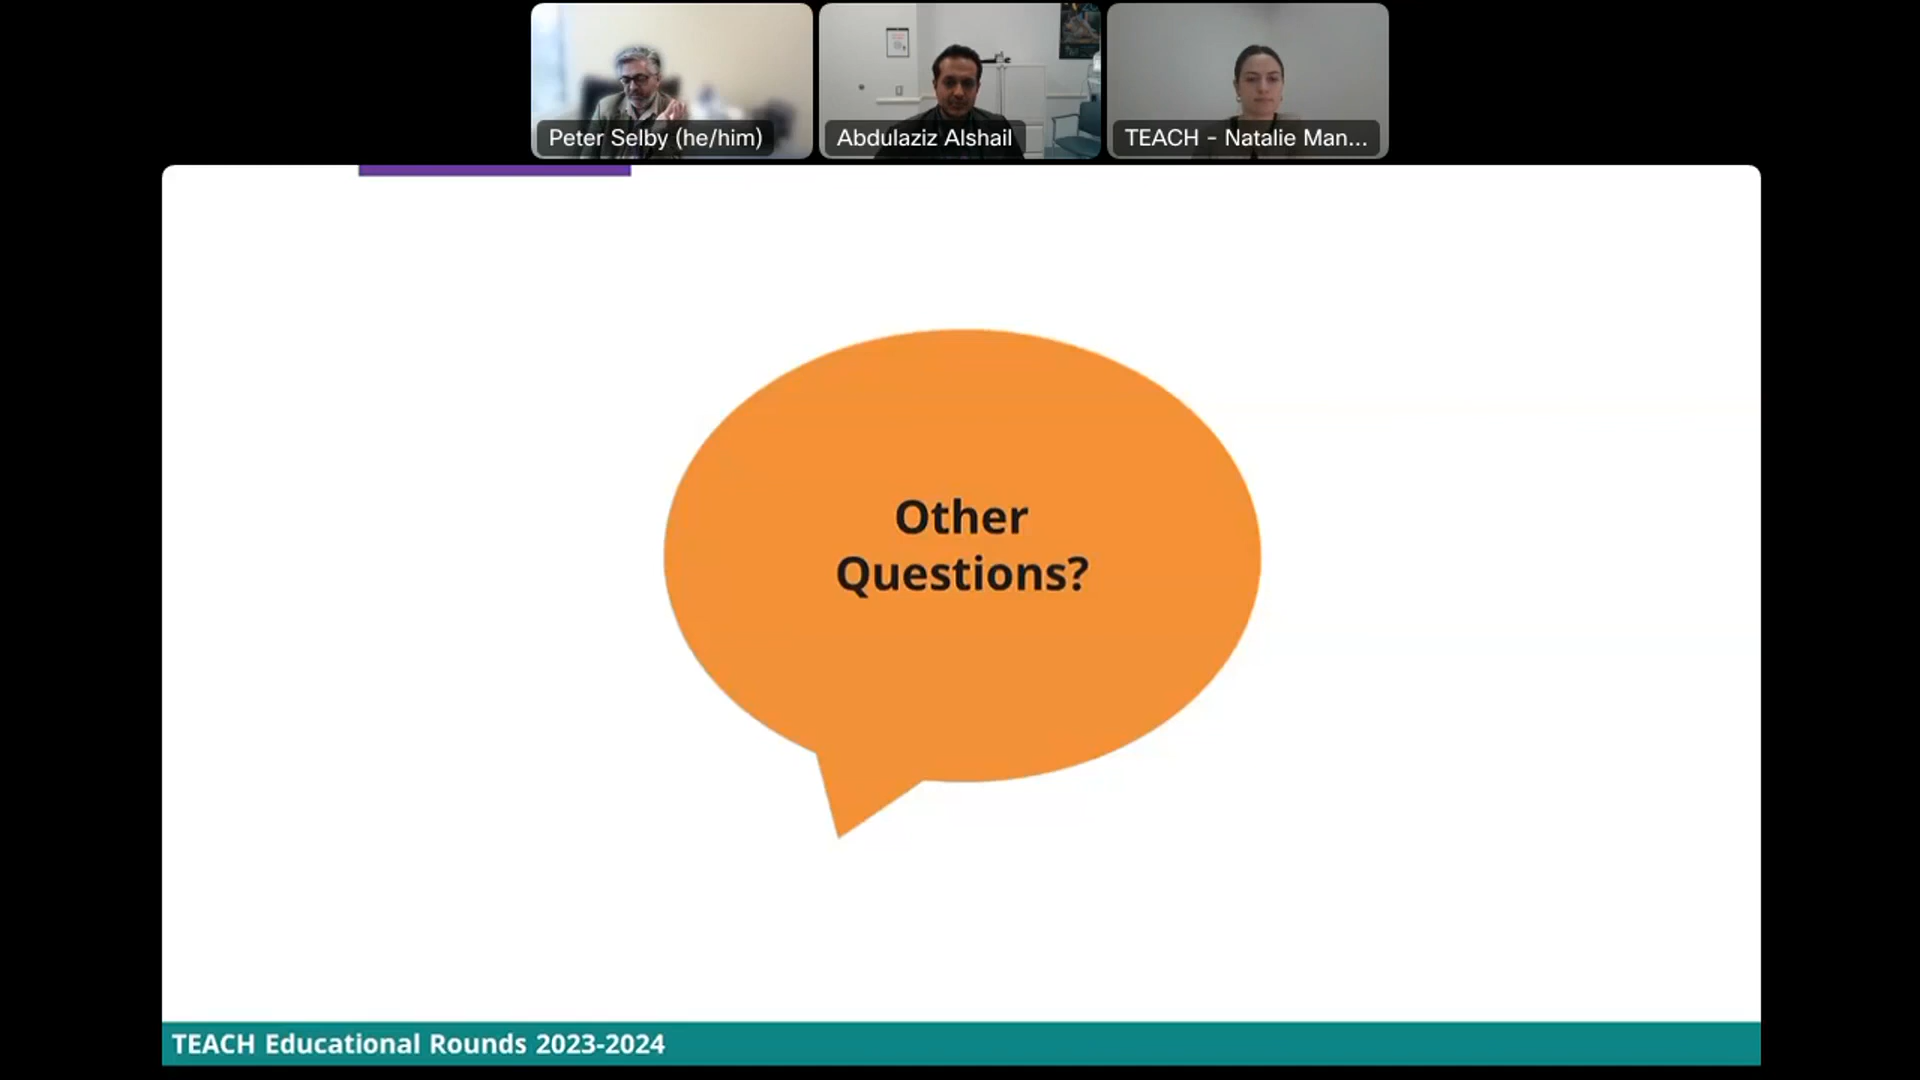 Peter Selby (he/him)
Abdulaziz Alshail
TEACH - Natalie Man...
Other
Questions?
TEACH Educational Rounds 2023-2024